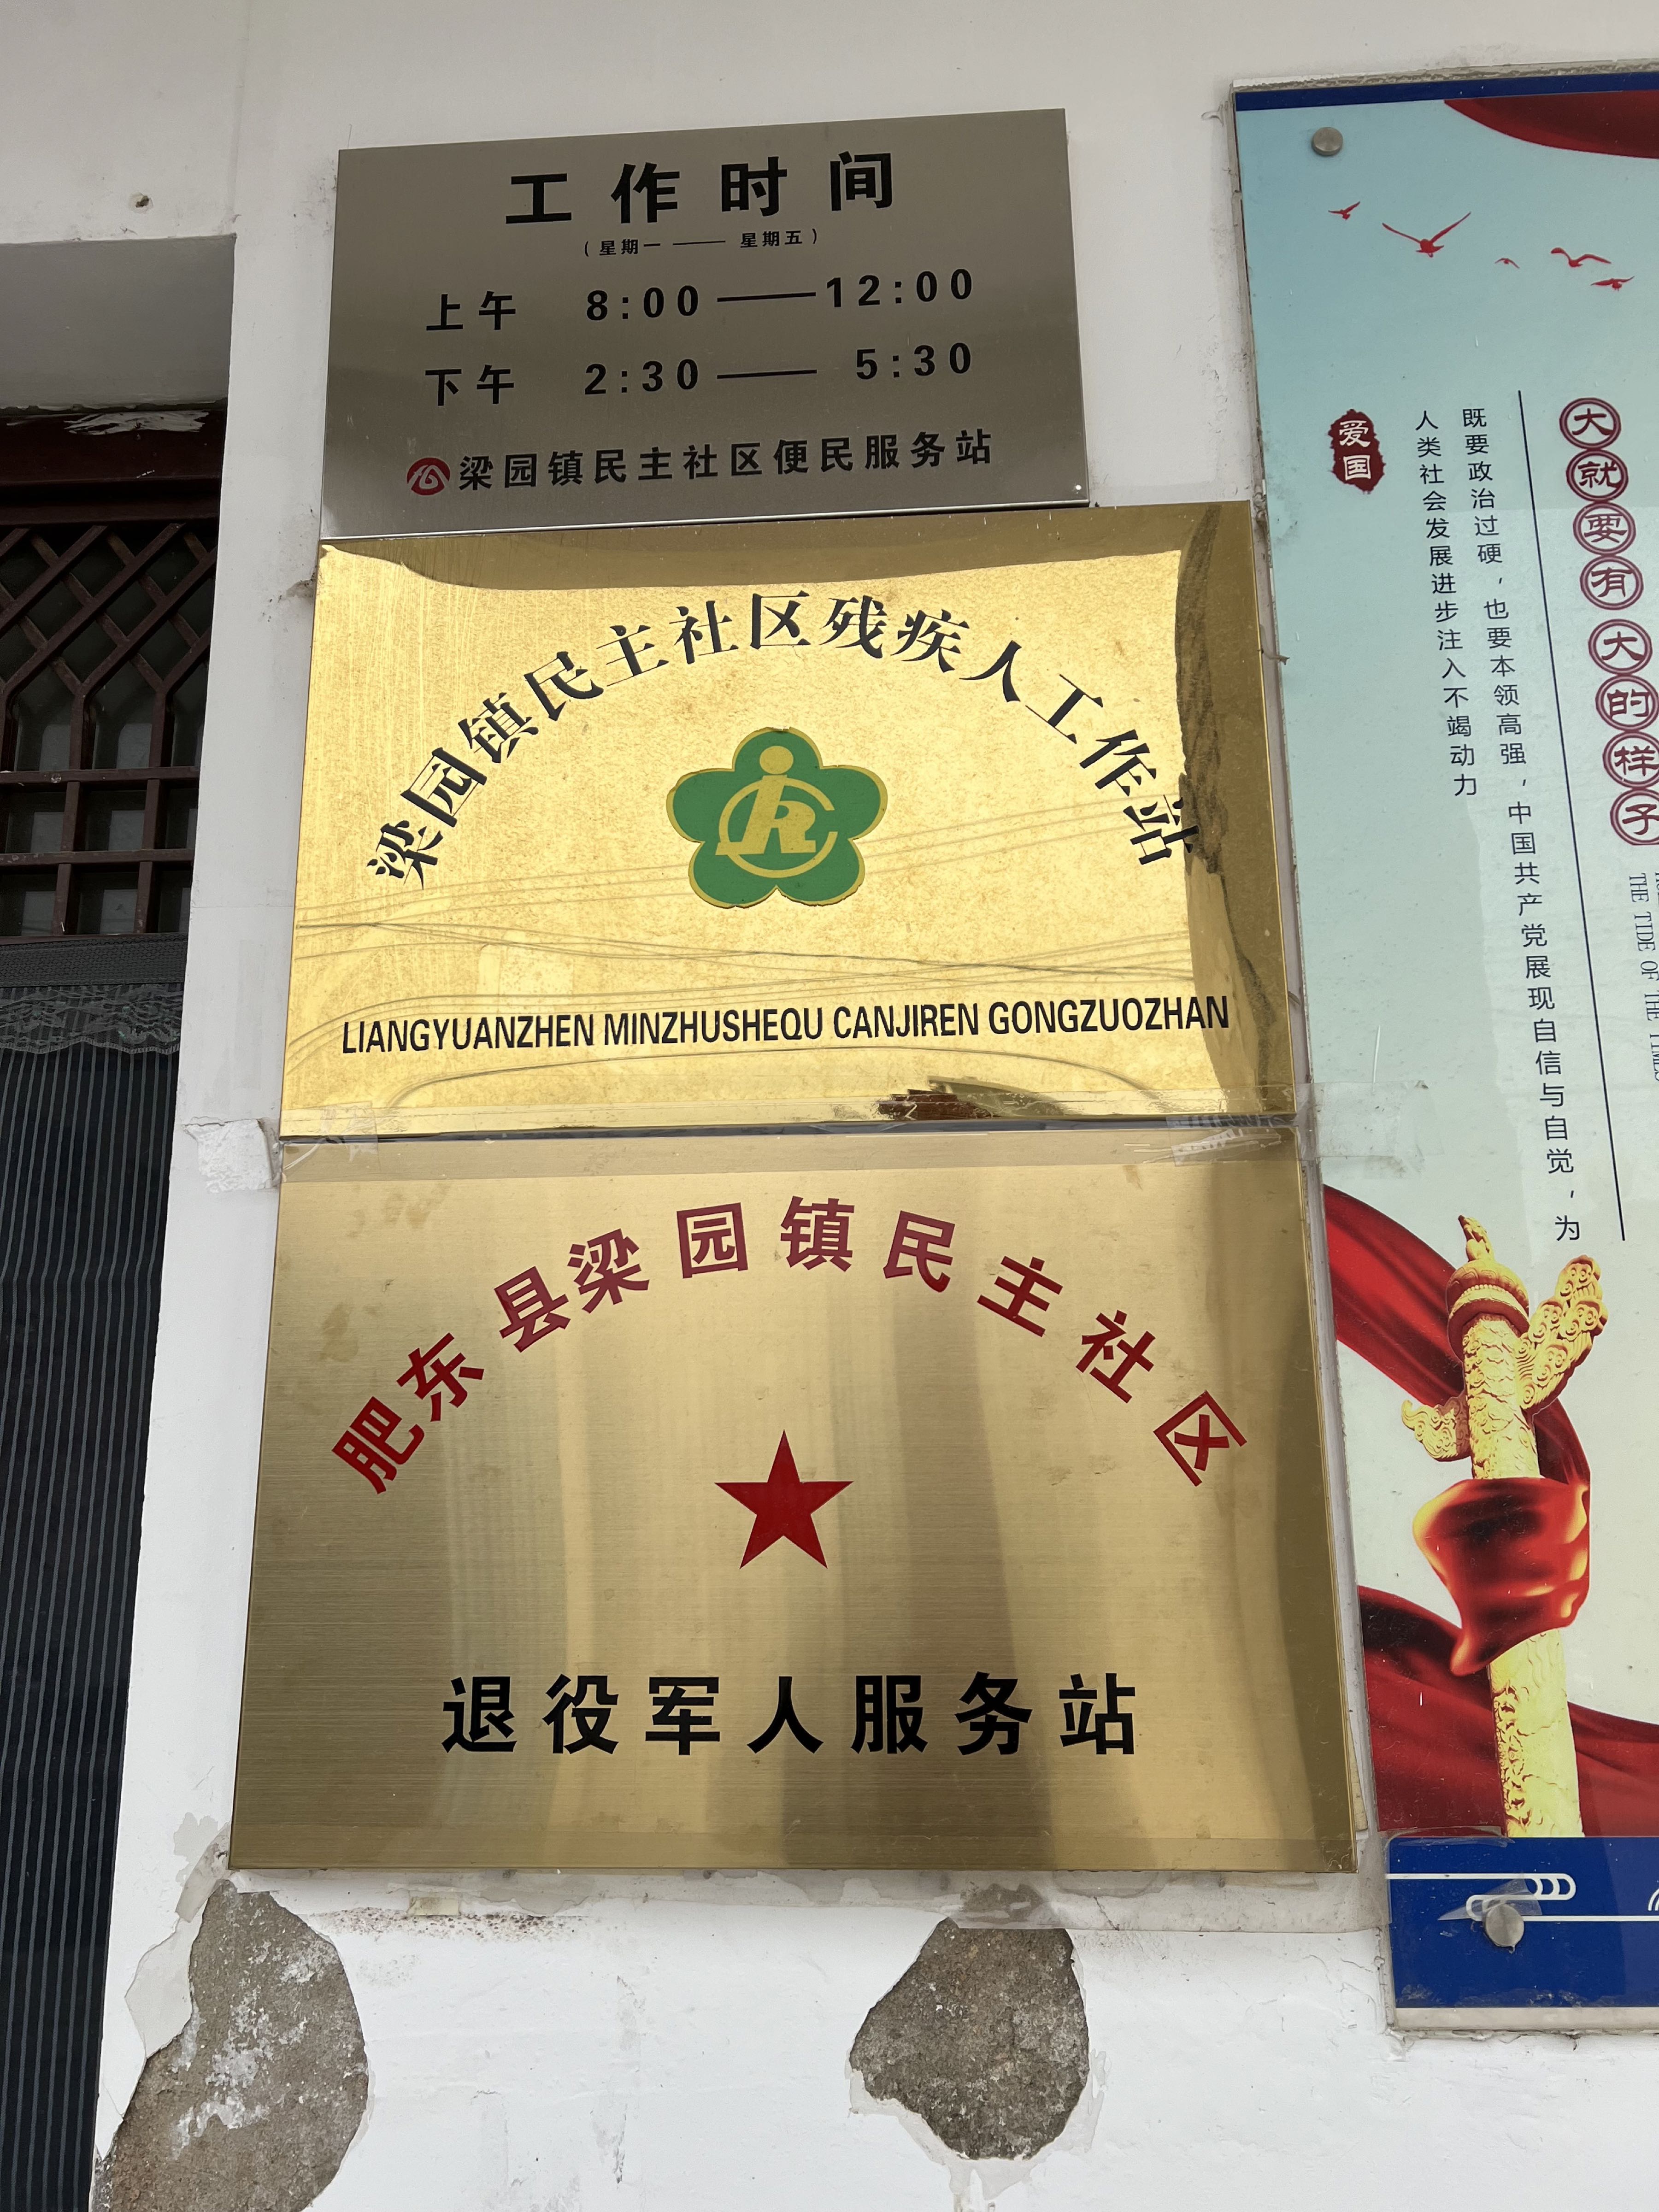 工作时间
(星期一——星期五)
上午 8:00——12:00
下午 2:30——5:30
梁园镇民主社区便民服务站
梁园镇民主社区残疾人工作站
LIANGYUANZHEN MINZHUSHEQU CANJIREN GONGZUOZHAN
肥东县梁园镇民主社区
退役军人服务站
大就要有大的样子
THE TIDE OF THE TIMES
既要政治过硬，也要本领高强，中国共产党展现自信与自觉，为
人类社会发展进步注入不竭动力
爱国